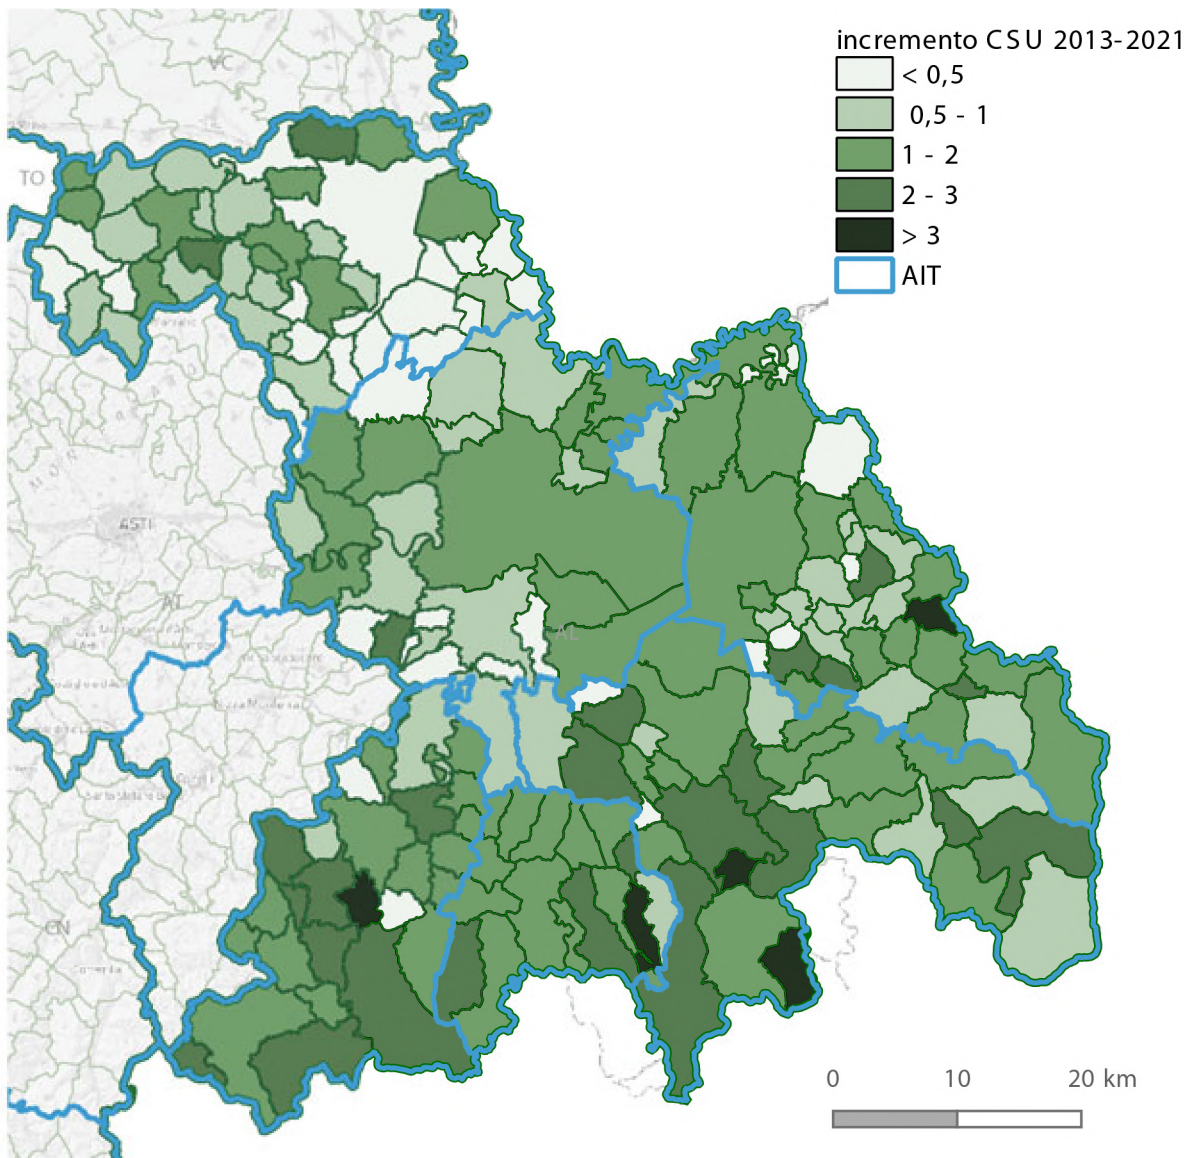 incremento CSU 2013-2021
< 0,5
0,5 - 1
1 - 2
2 - 3
> 3
AIT
VC
TO
ASTI
AT
AL
CN
0 10 20 km